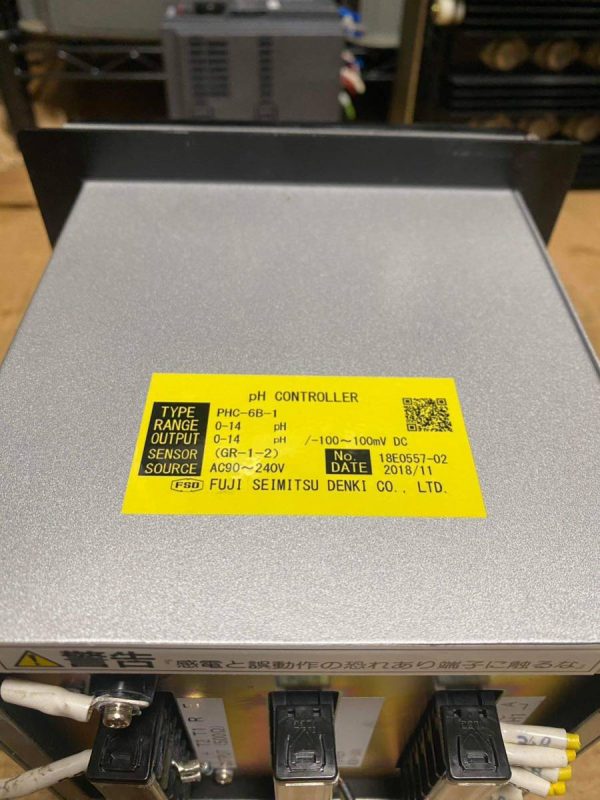 pH CONTROLLER
TYPE PHC-6B-1
RANGE 0-14 pH
OUTPUT 0-14 pH /-100～100mV DC
SENSOR (GR-1-2) No. 18E0557-02
SOURCE AC90～240V DATE 2018/11
FSD FUJI SEIMITSU DENKI CO., LTD.
警告 「感電と誤動作の恐れあり端子に触るな」